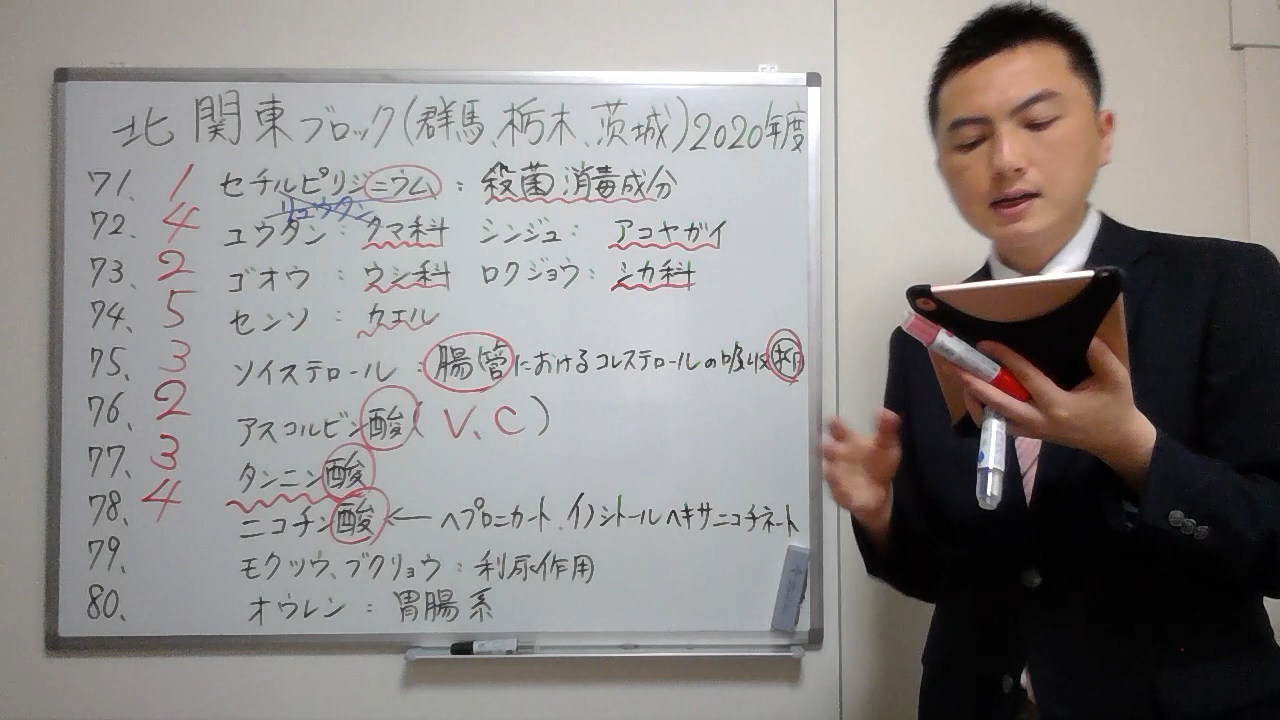 北関東ブロック(群馬、栃木、茨城)2020年度
71. 1 セチルピリジニウム : 殺菌消毒成分
リュウタン
72. 4 ユウタン : クマ科 シンジュ : アコヤガイ
73. 2 ゴオウ : ウシ科 ロクジョウ : シカ科
74. 5 センソ : カエル
75. 3 ソイステロール : 腸管におけるコレステロールの吸収抑
76. 2 アスコルビン酸( V.C )
77. 3 タンニン酸
78. 4 ニコチン酸 ← ヘプロニカート、イノシトールヘキサニコチネート
79. モクツウ、ブクリョウ : 利尿作用
80. オウレン : 胃腸系